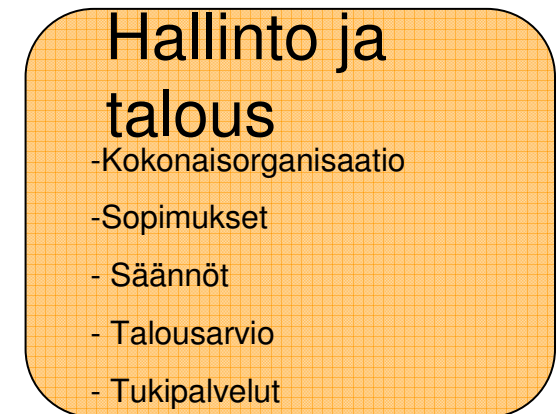 Hallinto ja
talous
-Kokonaisorganisaatio
-Sopimukset
- Säännöt
- Talousarvio
- Tukipalvelut